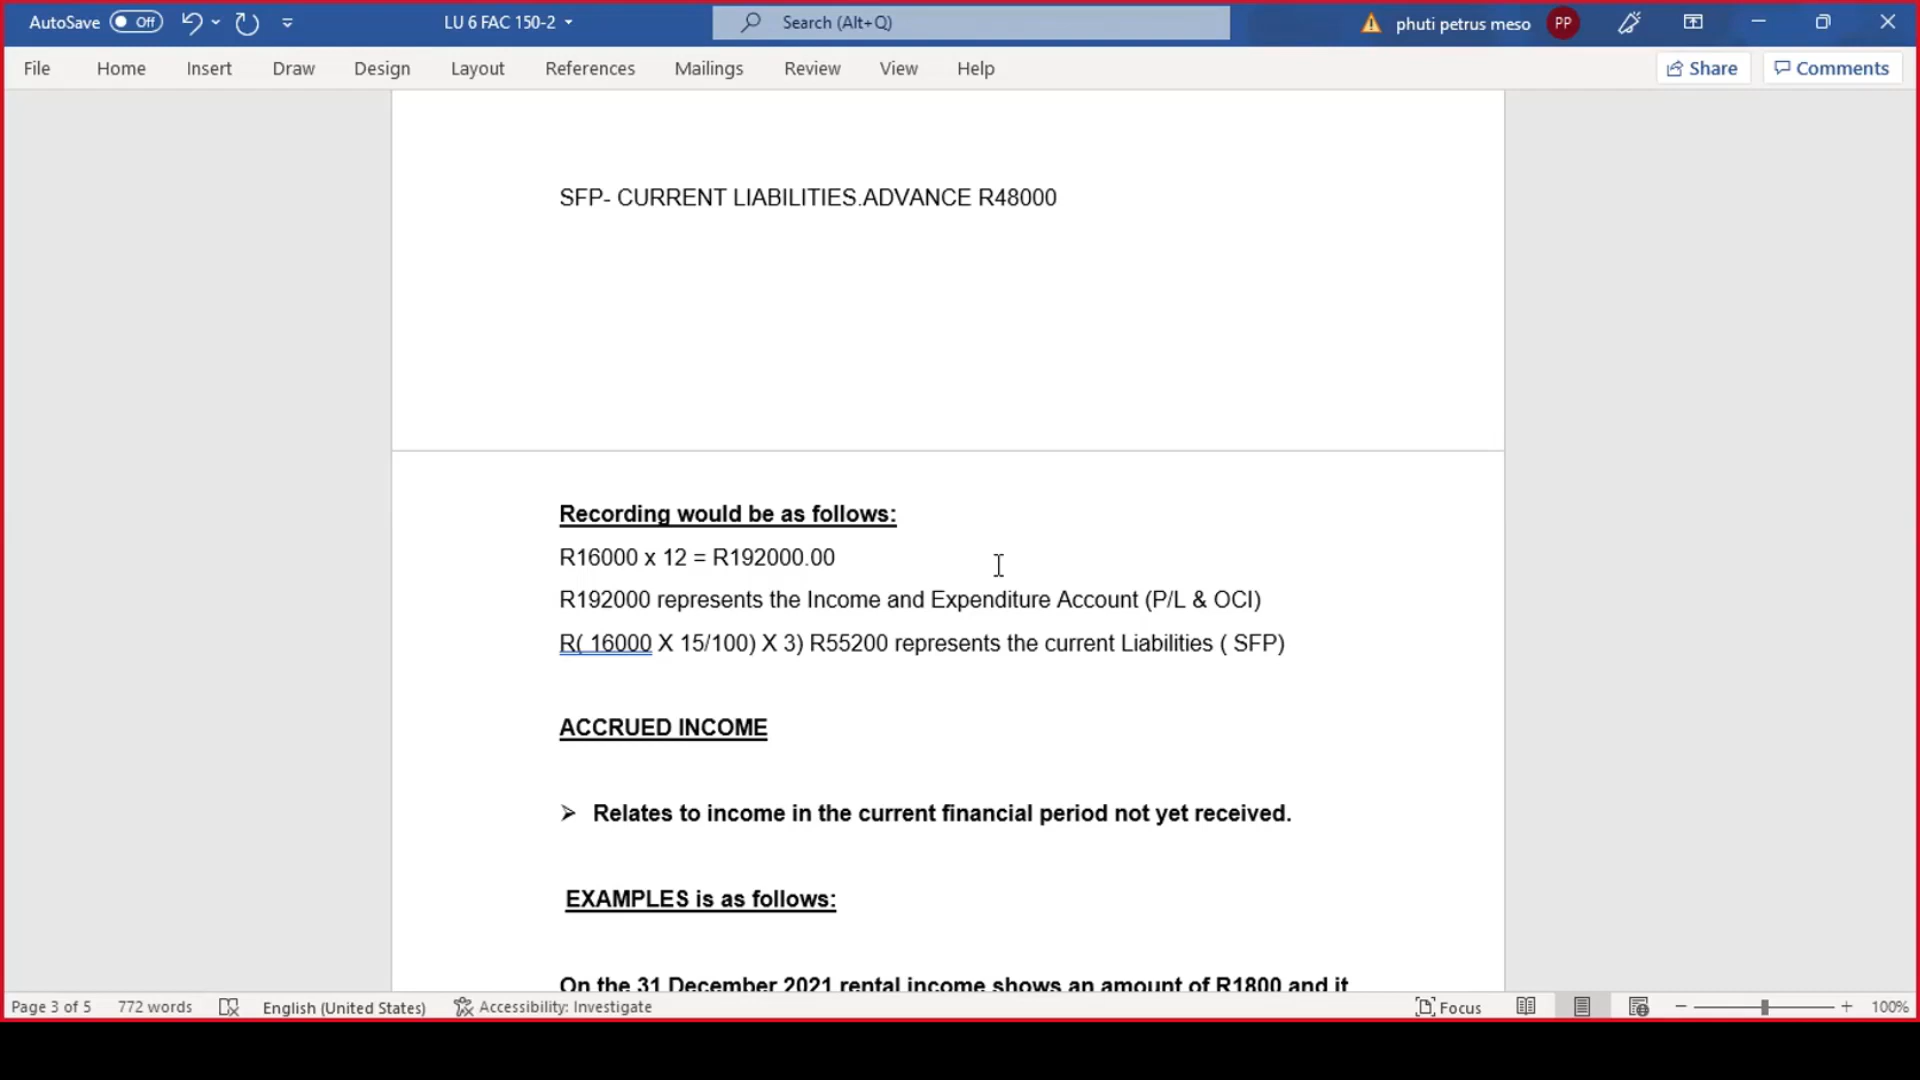 AutoSave Off LU 6 FAC 150-2 Search (Alt+Q) phuti petrus meso PP
File Home Insert Draw Design Layout References Mailings Review View Help Share Comments
SFP- CURRENT LIABILITIES.ADVANCE R48000
Recording would be as follows:
R16000 x 12 = R192000.00
R192000 represents the Income and Expenditure Account (P/L & OCI)
R( 16000 X 15/100) X 3) R55200 represents the current Liabilities ( SFP)
ACCRUED INCOME
➢ Relates to income in the current financial period not yet received.
EXAMPLES is as follows:
On the 31 December 2021 rental income shows an amount of R1800 and it
Page 3 of 5 772 words English (United States) Accessibility: Investigate Focus 100%